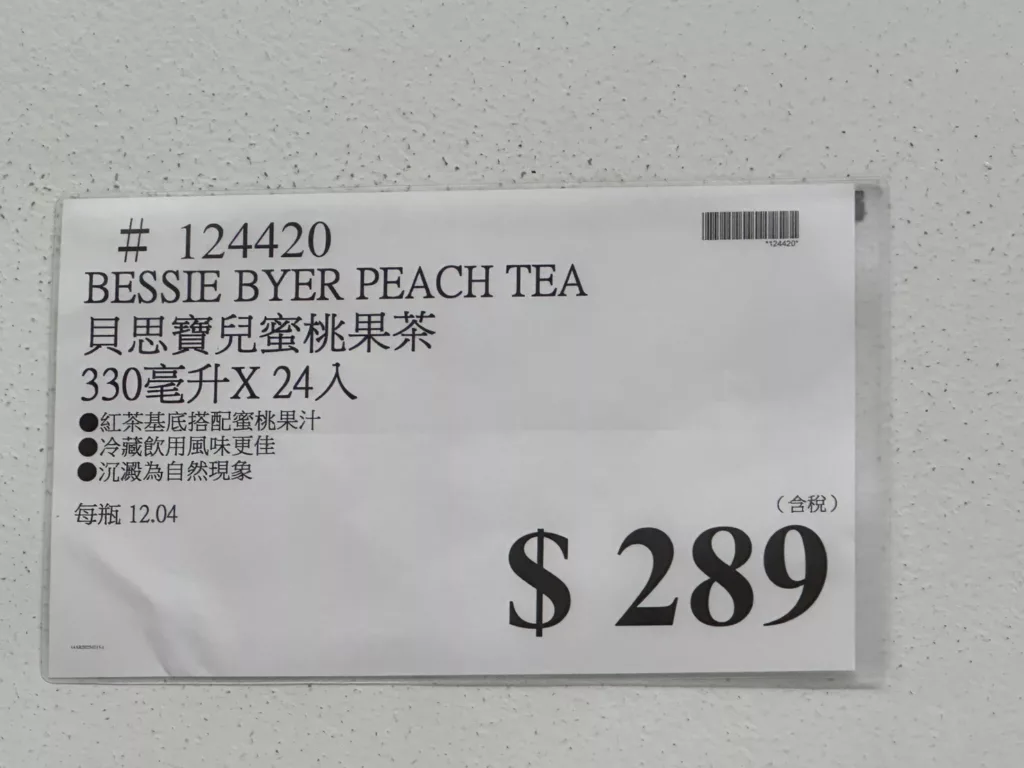 # 124420
*124420*
BESSIE BYER PEACH TEA
貝思寶兒蜜桃果茶
330毫升X 24入
●紅茶基底搭配蜜桃果汁
●冷藏飲用風味更佳
●沉澱為自然現象
每瓶 12.04
（含稅）
$ 289